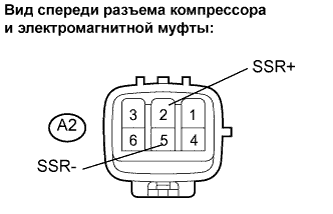 Вид спереди разъема компрессора
и электромагнитной муфты:
SSR+
3 2 1
A2
6 5 4
SSR-